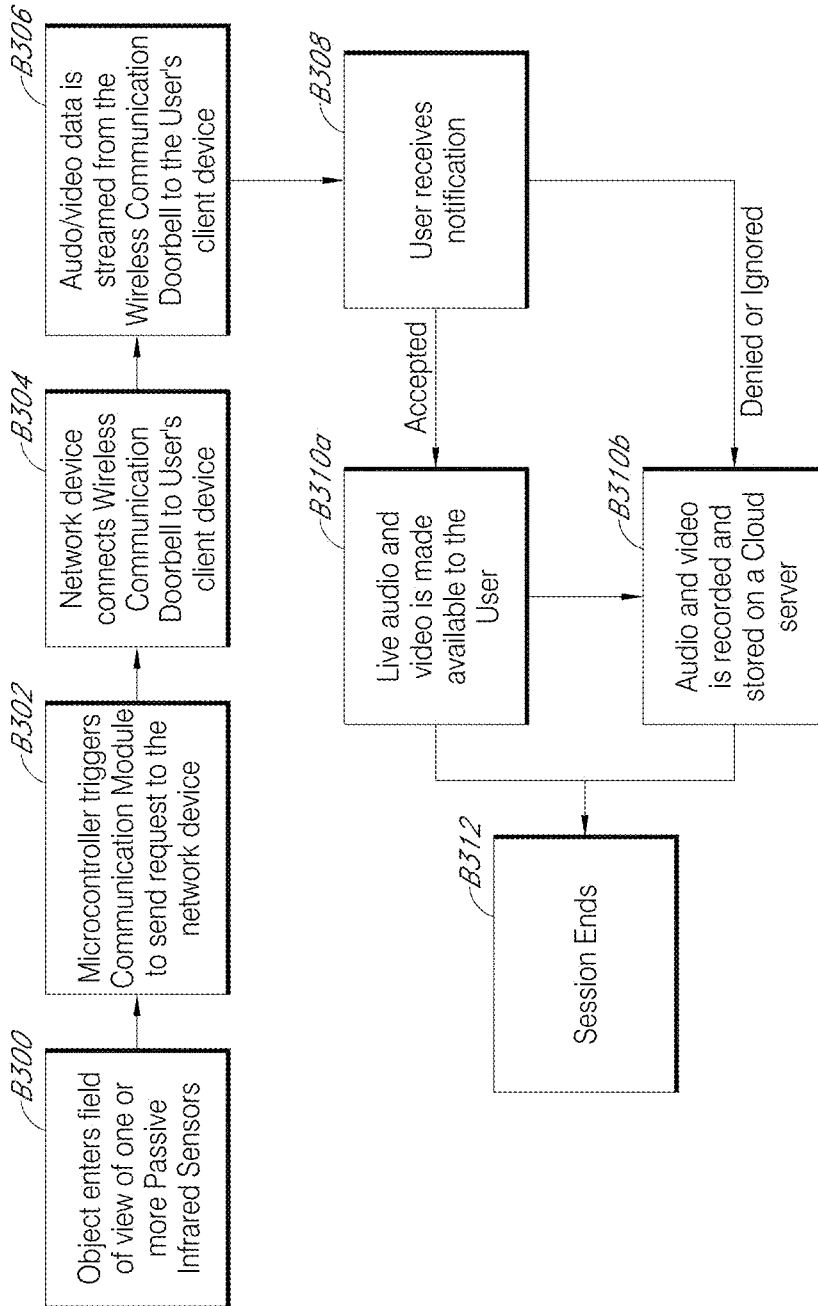 B300
Object enters field
of view of one or
more Passive
Infrared Sensors
B302
Microcontroller triggers
Communication Module
to send request to the
network device
B304
Network device
connects Wireless
Communication
Doorbell to User's
client device
B306
Audo/video data is
streamed from the
Wireless Communication
Doorbell to the User's
client device
B308
User receives
notification
Accepted
Denied or Ignored
B310a
Live audio and
video is made
available to the
User
B310b
Audio and video
is recorded and
stored on a Cloud
server
B312
Session Ends